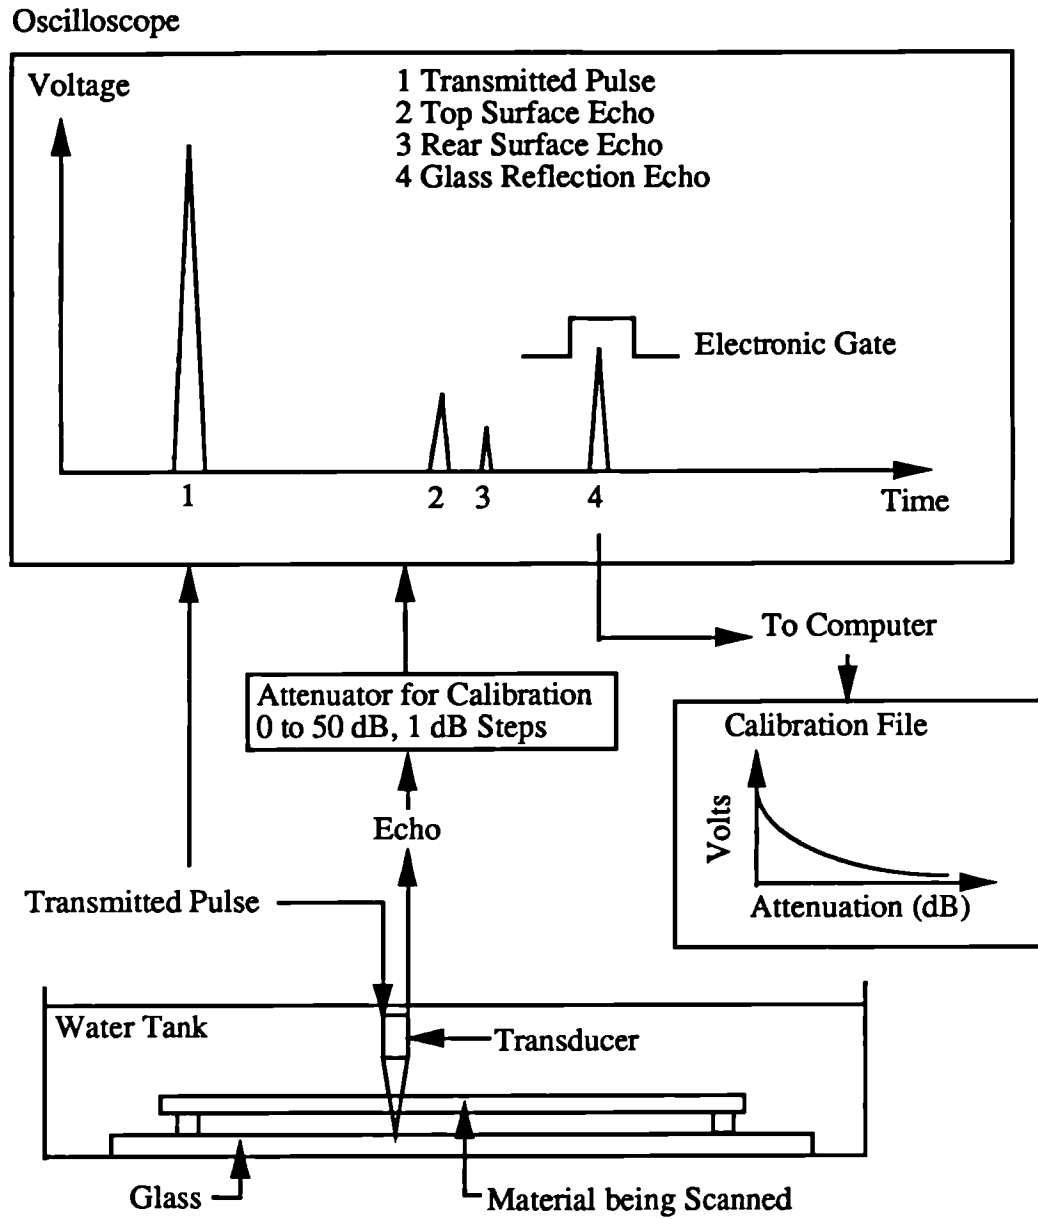 Oscilloscope
Voltage
1 Transmitted Pulse
2 Top Surface Echo
3 Rear Surface Echo
4 Glass Reflection Echo
Electronic Gate
1
2
3
4
Time
To Computer
Attenuator for Calibration
0 to 50 dB, 1 dB Steps
Calibration File
Volts
Attenuation (dB)
Echo
Transmitted Pulse
Water Tank
Transducer
Glass
Material being Scanned